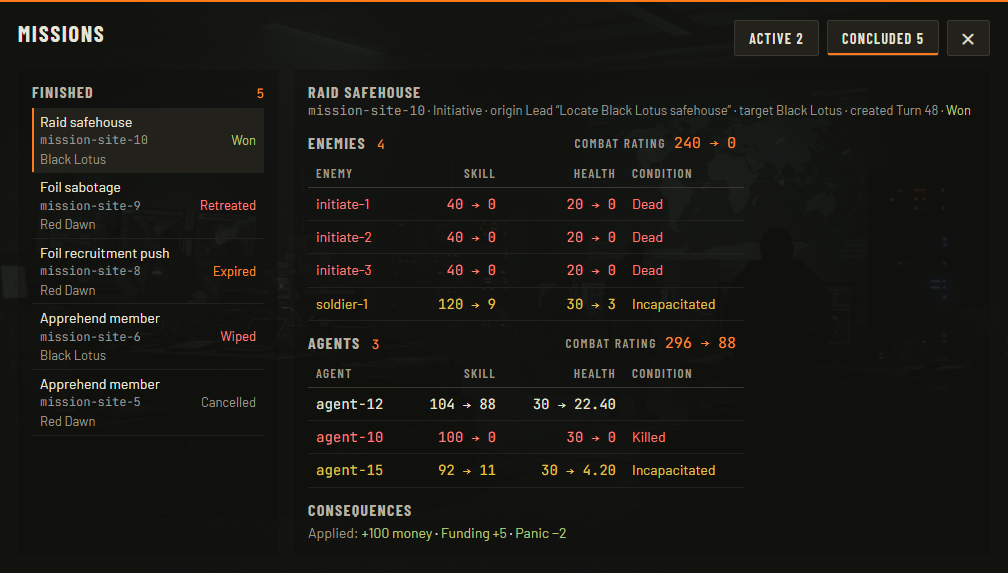 MISSIONS
ACTIVE 2
CONCLUDED 5
✕
FINISHED 5
Raid safehouse
mission-site-10 Won
Black Lotus
Foil sabotage
mission-site-9 Retreated
Red Dawn
Foil recruitment push
mission-site-8 Expired
Red Dawn
Apprehend member
mission-site-6 Wiped
Black Lotus
Apprehend member
mission-site-5 Cancelled
Red Dawn
RAID SAFEHOUSE
mission-site-10 · Initiative · origin Lead “Locate Black Lotus safehouse” · target Black Lotus · created Turn 48 · Won
ENEMIES 4 COMBAT RATING 240 → 0
ENEMY SKILL HEALTH CONDITION
initiate-1 40 → 0 20 → 0 Dead
initiate-2 40 → 0 20 → 0 Dead
initiate-3 40 → 0 20 → 0 Dead
soldier-1 120 → 9 30 → 3 Incapacitated
AGENTS 3 COMBAT RATING 296 → 88
AGENT SKILL HEALTH CONDITION
agent-12 104 → 88 30 → 22.40
agent-10 100 → 0 30 → 0 Killed
agent-15 92 → 11 30 → 4.20 Incapacitated
CONSEQUENCES
Applied: +100 money · Funding +5 · Panic −2